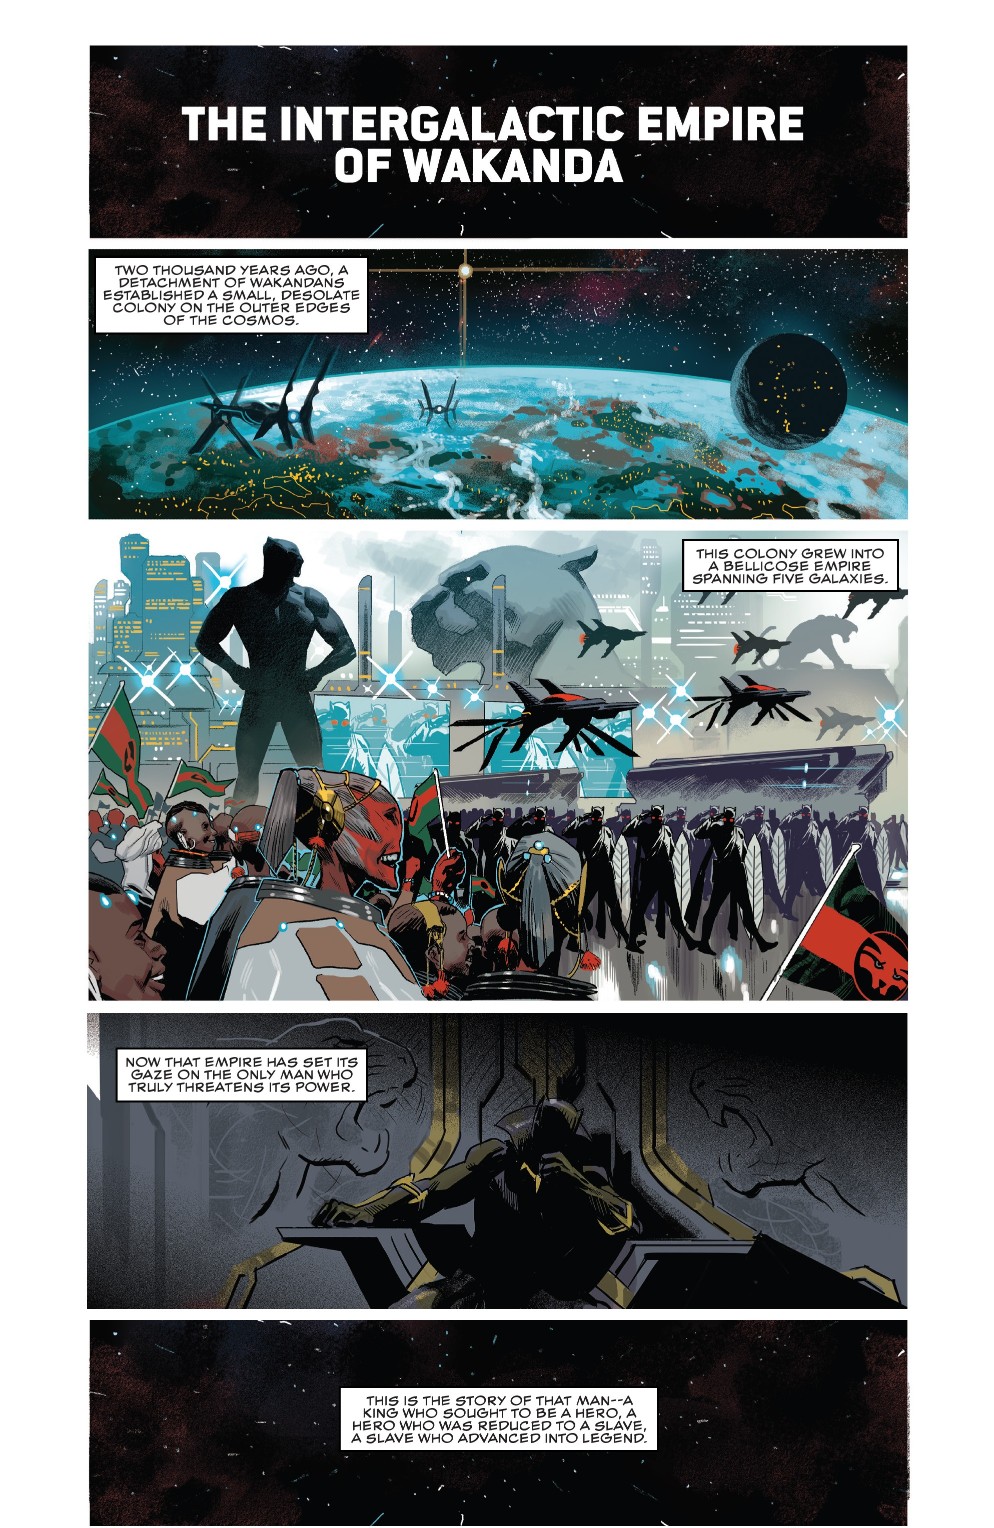 THE INTERGALACTIC EMPIRE
OF WAKANDA
TWO THOUSAND YEARS AGO, A
DETACHMENT OF WAKANDANS
ESTABLISHED A SMALL, DESOLATE
COLONY ON THE OUTER EDGES
OF THE COSMOS.
THIS COLONY GREW INTO
A BELLICOSE EMPIRE
SPANNING FIVE GALAXIES.
NOW THAT EMPIRE HAS SET ITS
GAZE ON THE ONLY MAN WHO
TRULY THREATENS ITS POWER.
THIS IS THE STORY OF THAT MAN--A
KING WHO SOUGHT TO BE A HERO, A
HERO WHO WAS REDUCED TO A SLAVE,
A SLAVE WHO ADVANCED INTO LEGEND.